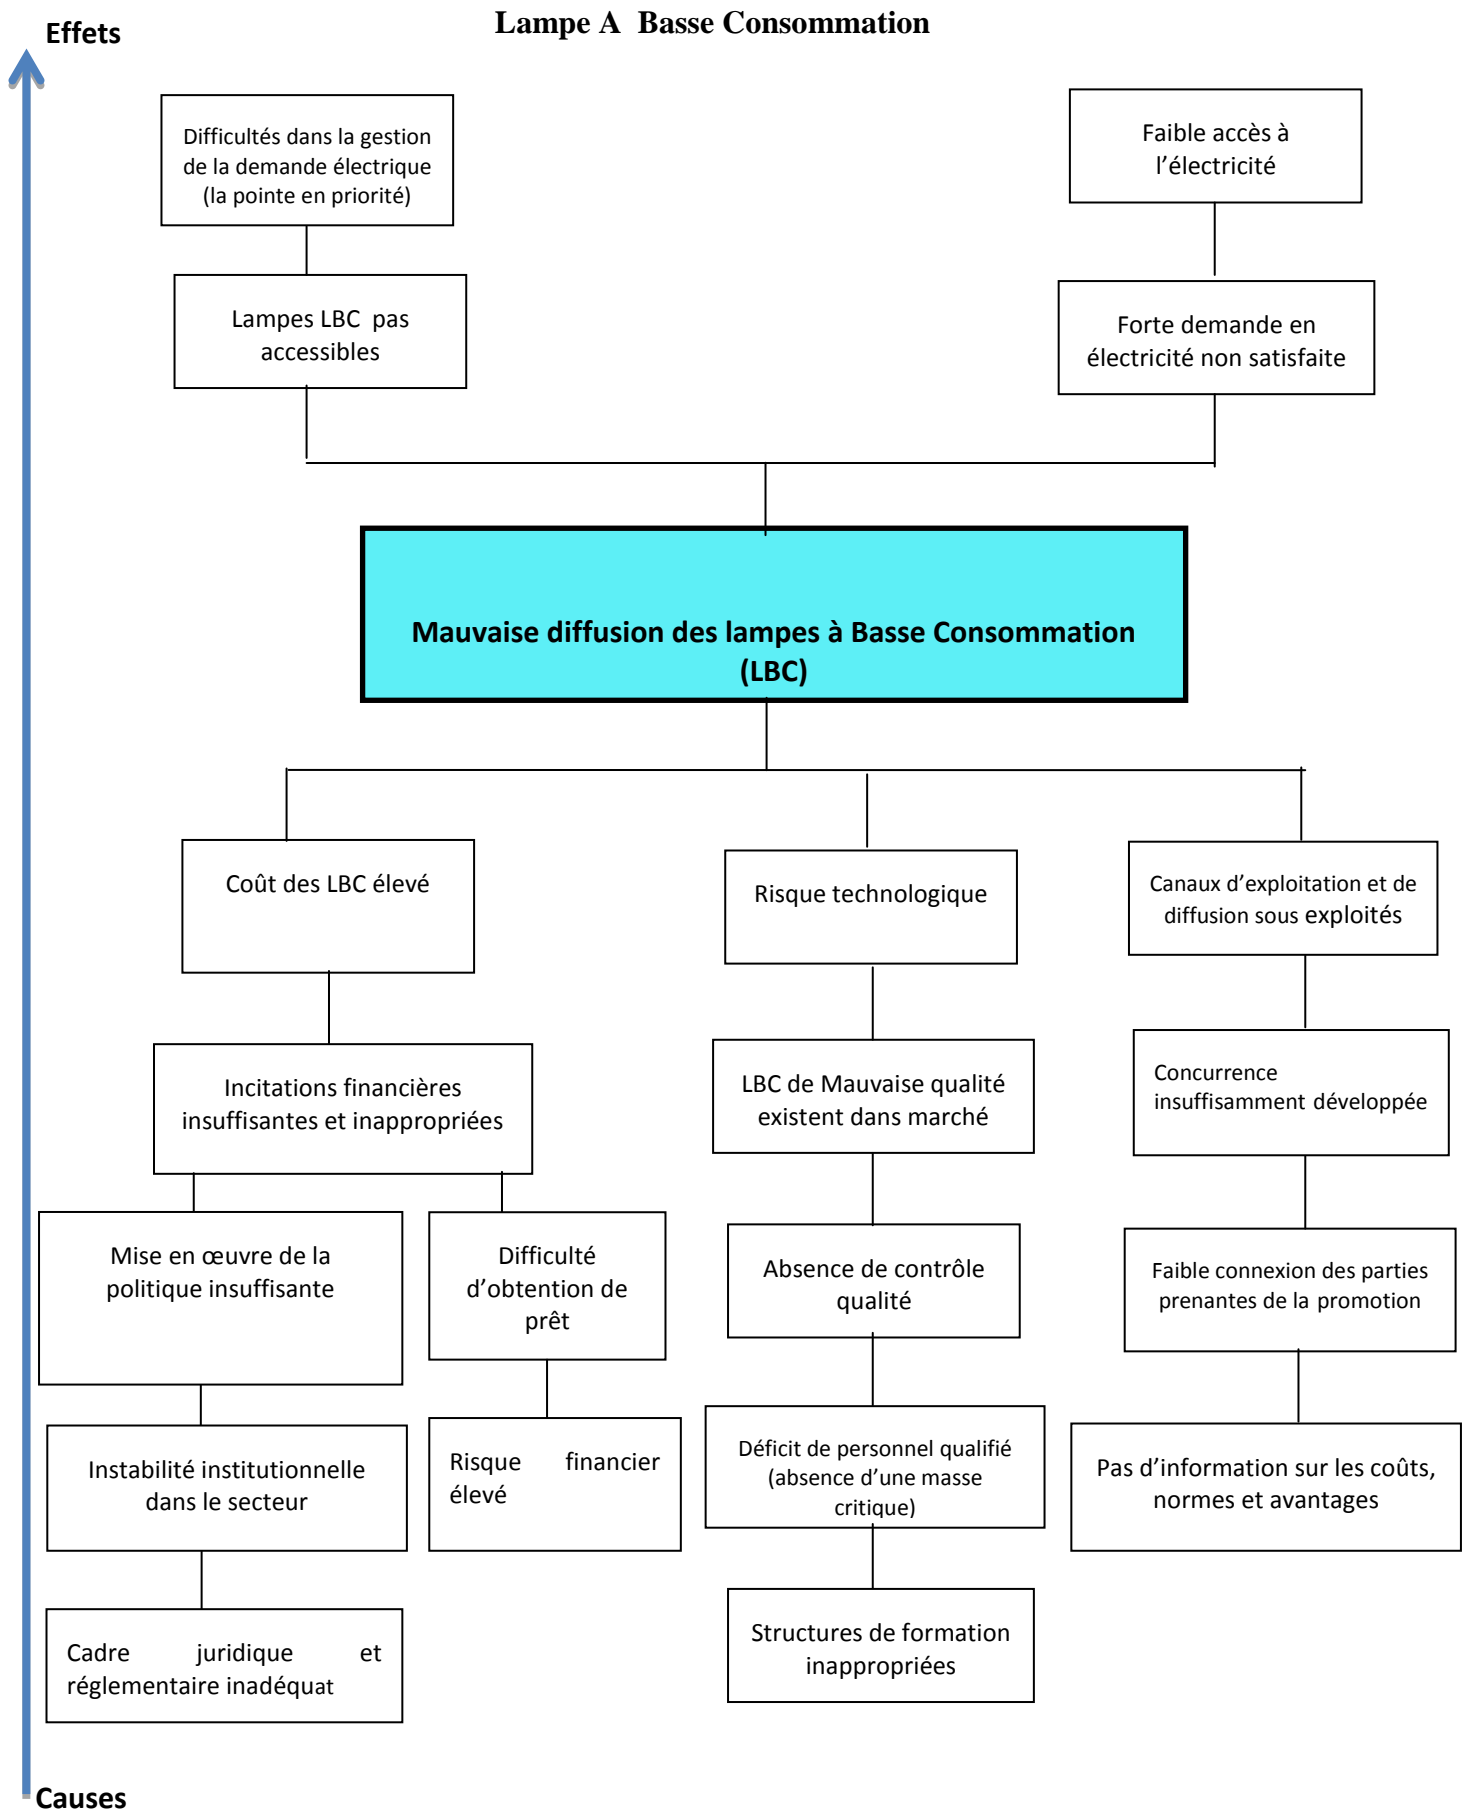 Lampe A Basse Consommation
Effets
Difficultés dans la gestion
de la demande électrique
(la pointe en priorité)
Faible accès à
l’électricité
Lampes LBC pas
accessibles
Forte demande en
électricité non satisfaite
Mauvaise diffusion des lampes à Basse Consommation
(LBC)
Coût des LBC élevé
Risque technologique
Canaux d’exploitation et de
diffusion sous exploités
Incitations financières
insuffisantes et inappropriées
LBC de Mauvaise qualité
existent dans marché
Concurrence
insuffisamment développée
Mise en œuvre de la
politique insuffisante
Difficulté
d’obtention de
prêt
Absence de contrôle
qualité
Faible connexion des parties
prenantes de la promotion
Instabilité institutionnelle
dans le secteur
Risque financier
élevé
Déficit de personnel qualifié
(absence d’une masse
critique)
Pas d’information sur les coûts,
normes et avantages
Cadre juridique et
réglementaire inadéquat
Structures de formation
inappropriées
Causes